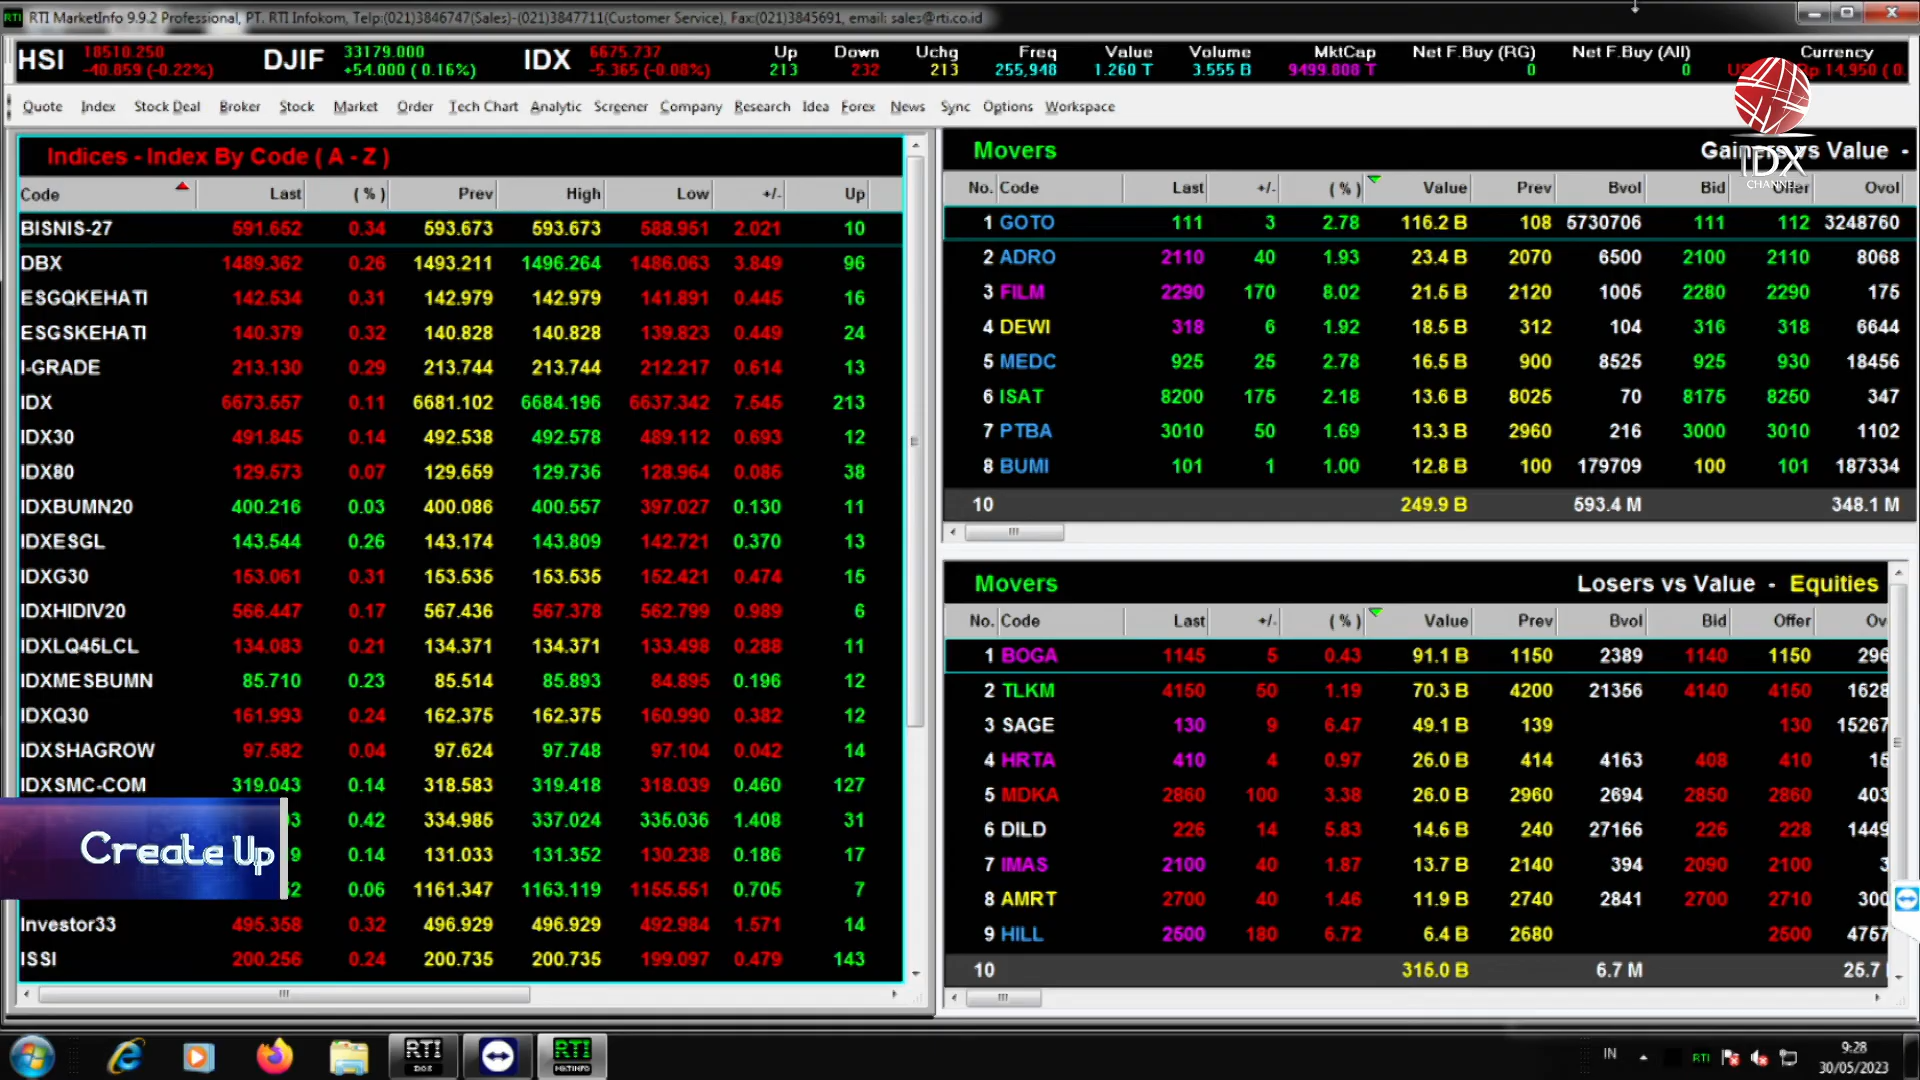 RTI MarketInfo 9.9.2 Professional, PT. RTI Infokom, Telp:(021)3846747(Sales)-(021)3847711(Customer Service), Fax:(021)3845691, email: sales@rti.co.id
HSI 18510.250 -40.859 (-0.22%) DJIF 33179.000 +54.000 ( 0.16%) IDX 6675.737 -5.365 (-0.08%)
Up Down Uchg Freq Value Volume MktCap Net F.Buy (RG) Net F.Buy (All) Currency
213 232 213 255,948 1.260 T 3.555 B 9499.808 T 0 0 14,950
Quote Index Stock Deal Broker Stock Market Order Tech Chart Analytic Screener Company Research Idea Forex News Sync Options Workspace
IDX
CHANNEL
Indices - Index By Code ( A - Z )
Code Last ( % ) Prev High Low +/- Up
BISNIS-27 591.652 0.34 593.673 593.673 588.951 2.021 10
DBX 1489.362 0.26 1493.211 1496.264 1486.063 3.849 96
ESGQKEHATI 142.534 0.31 142.979 142.979 141.891 0.445 16
ESGSKEHATI 140.379 0.32 140.828 140.828 139.823 0.449 24
I-GRADE 213.130 0.29 213.744 213.744 212.217 0.614 13
IDX 6673.557 0.11 6681.102 6684.196 6637.342 7.545 213
IDX30 491.845 0.14 492.538 492.578 489.112 0.693 12
IDX80 129.573 0.07 129.659 129.736 128.964 0.086 38
IDXBUMN20 400.216 0.03 400.086 400.557 397.027 0.130 11
IDXESGL 143.544 0.26 143.174 143.809 142.721 0.370 13
IDXG30 153.061 0.31 153.535 153.535 152.421 0.474 15
IDXHIDIV20 566.447 0.17 567.436 567.378 562.799 0.989 6
IDXLQ45LCL 134.083 0.21 134.371 134.371 133.498 0.288 11
IDXMESBUMN 85.710 0.23 85.514 85.893 84.895 0.196 12
IDXQ30 161.993 0.24 162.375 162.375 160.990 0.382 12
IDXSHAGROW 97.582 0.04 97.624 97.748 97.104 0.042 14
IDXSMC-COM 319.043 0.14 318.583 319.418 318.039 0.460 127
0.42 334.985 337.024 335.036 1.408 31
0.14 131.033 131.352 130.238 0.186 17
0.06 1161.347 1163.119 1155.551 0.705 7
Investor33 495.358 0.32 496.929 496.929 492.984 1.571 14
ISSI 200.256 0.24 200.735 200.735 199.097 0.479 143
Create Up
Movers Gainers vs Value -
No. Code Last +/- ( % ) Value Prev Bvol Bid Offer Ovol
1 GOTO 111 3 2.78 116.2 B 108 5730706 111 112 3248760
2 ADRO 2110 40 1.93 23.4 B 2070 6500 2100 2110 8068
3 FILM 2290 170 8.02 21.5 B 2120 1005 2280 2290 175
4 DEWI 318 6 1.92 18.5 B 312 104 316 318 6644
5 MEDC 925 25 2.78 16.5 B 900 8525 925 930 18456
6 ISAT 8200 175 2.18 13.6 B 8025 70 8175 8250 347
7 PTBA 3010 50 1.69 13.3 B 2960 216 3000 3010 1102
8 BUMI 101 1 1.00 12.8 B 100 179709 100 101 187334
10 249.9 B 593.4 M 348.1 M
Movers Losers vs Value - Equities
No. Code Last +/- ( % ) Value Prev Bvol Bid Offer Ov
1 BOGA 1145 5 0.43 91.1 B 1150 2389 1140 1150 296
2 TLKM 4150 50 1.19 70.3 B 4200 21356 4140 4150 1628
3 SAGE 130 9 6.47 49.1 B 139 130 15267
4 HRTA 410 4 0.97 26.0 B 414 4163 408 410 15
5 MDKA 2860 100 3.38 26.0 B 2960 2694 2850 2860 403
6 DILD 226 14 5.83 14.6 B 240 27166 226 228 1449
7 IMAS 2100 40 1.87 13.7 B 2140 394 2090 2100 3
8 AMRT 2700 40 1.46 11.9 B 2740 2841 2700 2710 300
9 HILL 2500 180 6.72 6.4 B 2680 2500 4757
10 315.0 B 6.7 M 25.7
RTI RTI IN RTI 9:28
30/05/2023